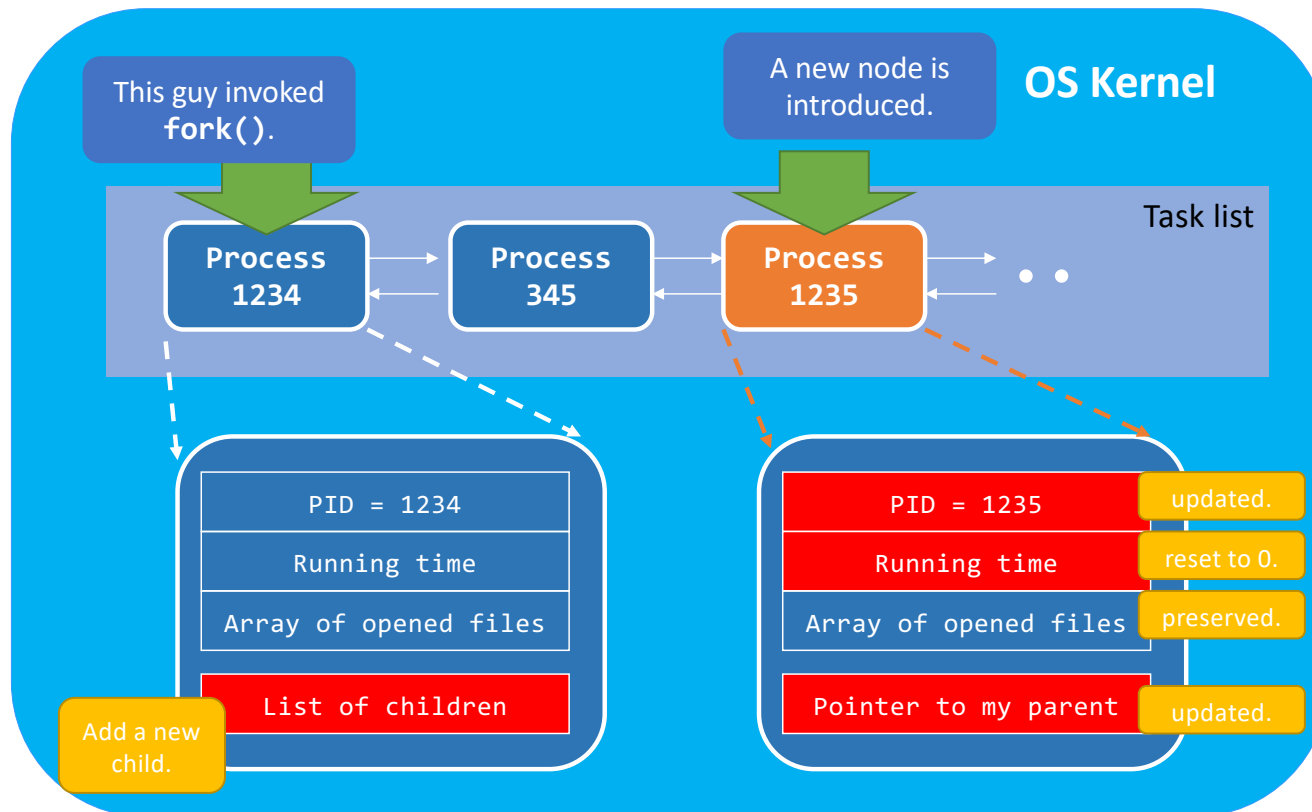 This guy invoked
fork().
A new node is
introduced.
OS Kernel
Task list
Process
1234
Process
345
Process
1235
PID = 1234
Running time
Array of opened files
List of children
Add a new
child.
PID = 1235
updated.
Running time
reset to 0.
Array of opened files
preserved.
Pointer to my parent
updated.